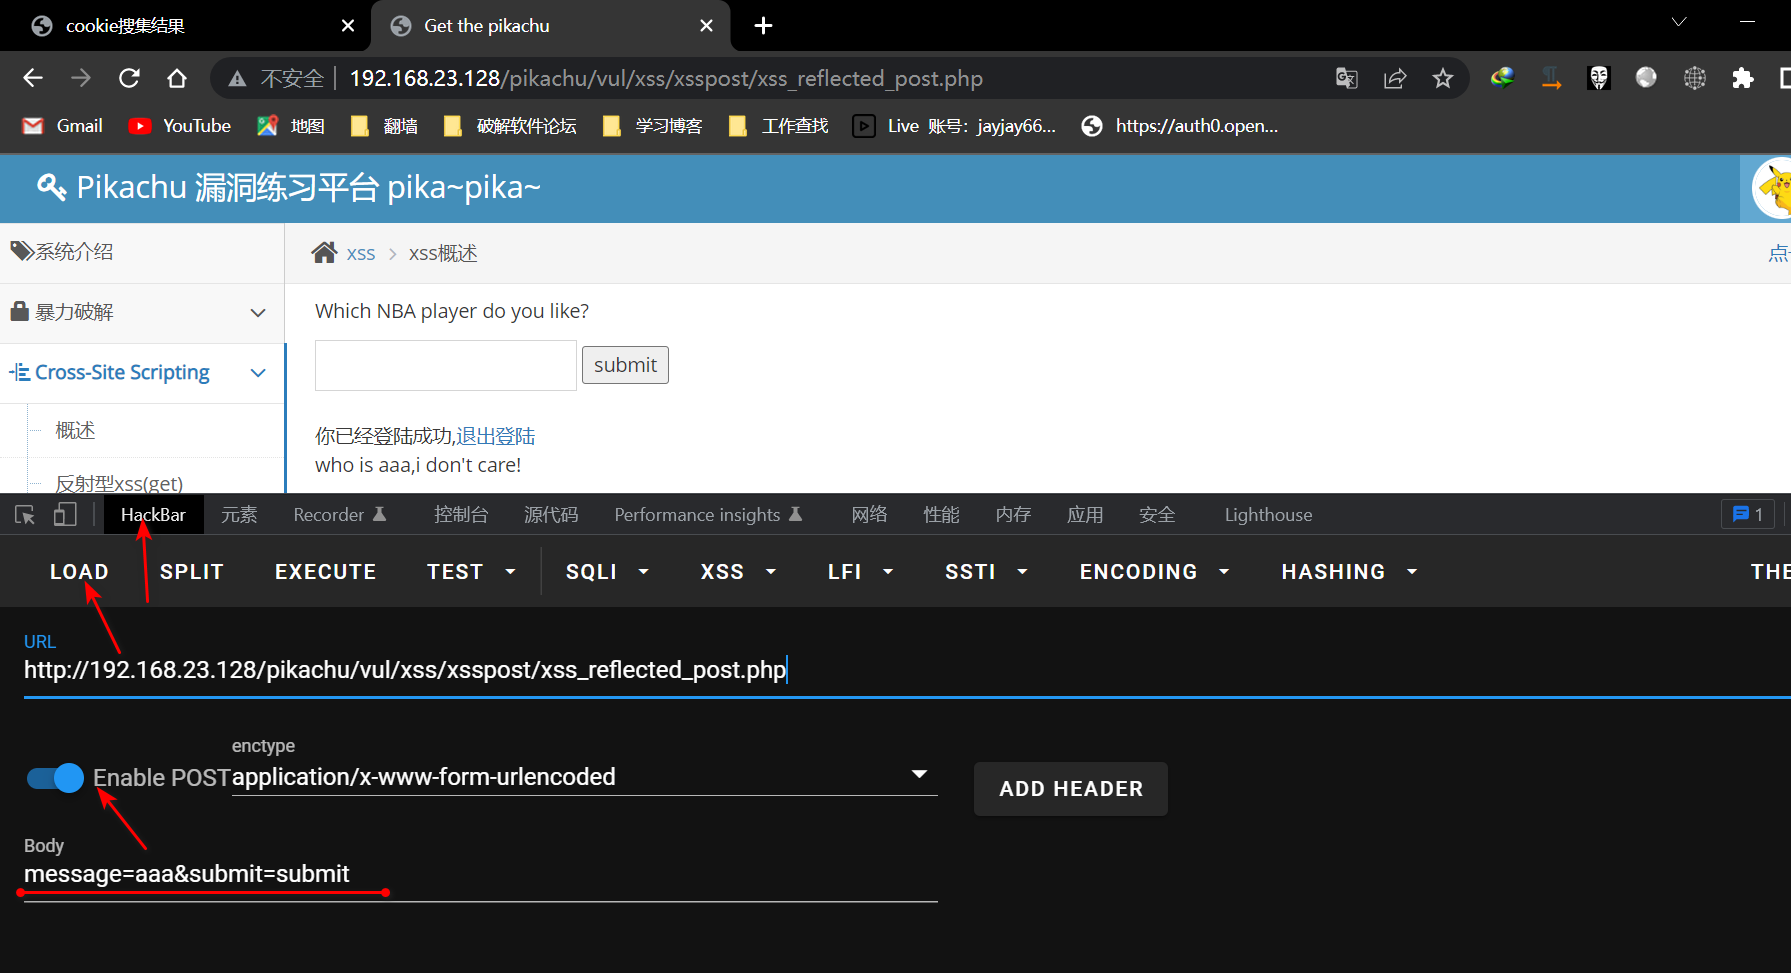 cookie搜集结果
Get the pikachu
不安全 192.168.23.128/pikachu/vul/xss/xsspost/xss_reflected_post.php
Gmail YouTube 地图 翻墙 破解软件论坛 学习博客 工作查找 Live 账号：jayjay66... https://auth0.open...
Pikachu 漏洞练习平台 pika~pika~
系统介绍
xss > xss概述
暴力破解
Which NBA player do you like?
submit
Cross-Site Scripting
概述
你已经登陆成功,退出登陆
who is aaa,i don't care!
反射型xss(get)
HackBar 元素 Recorder 控制台 源代码 Performance insights 网络 性能 内存 应用 安全 Lighthouse 1
LOAD SPLIT EXECUTE TEST SQLI XSS LFI SSTI ENCODING HASHING THE
URL
http://192.168.23.128/pikachu/vul/xss/xsspost/xss_reflected_post.php
enctype
Enable POST application/x-www-form-urlencoded
ADD HEADER
Body
message=aaa&submit=submit